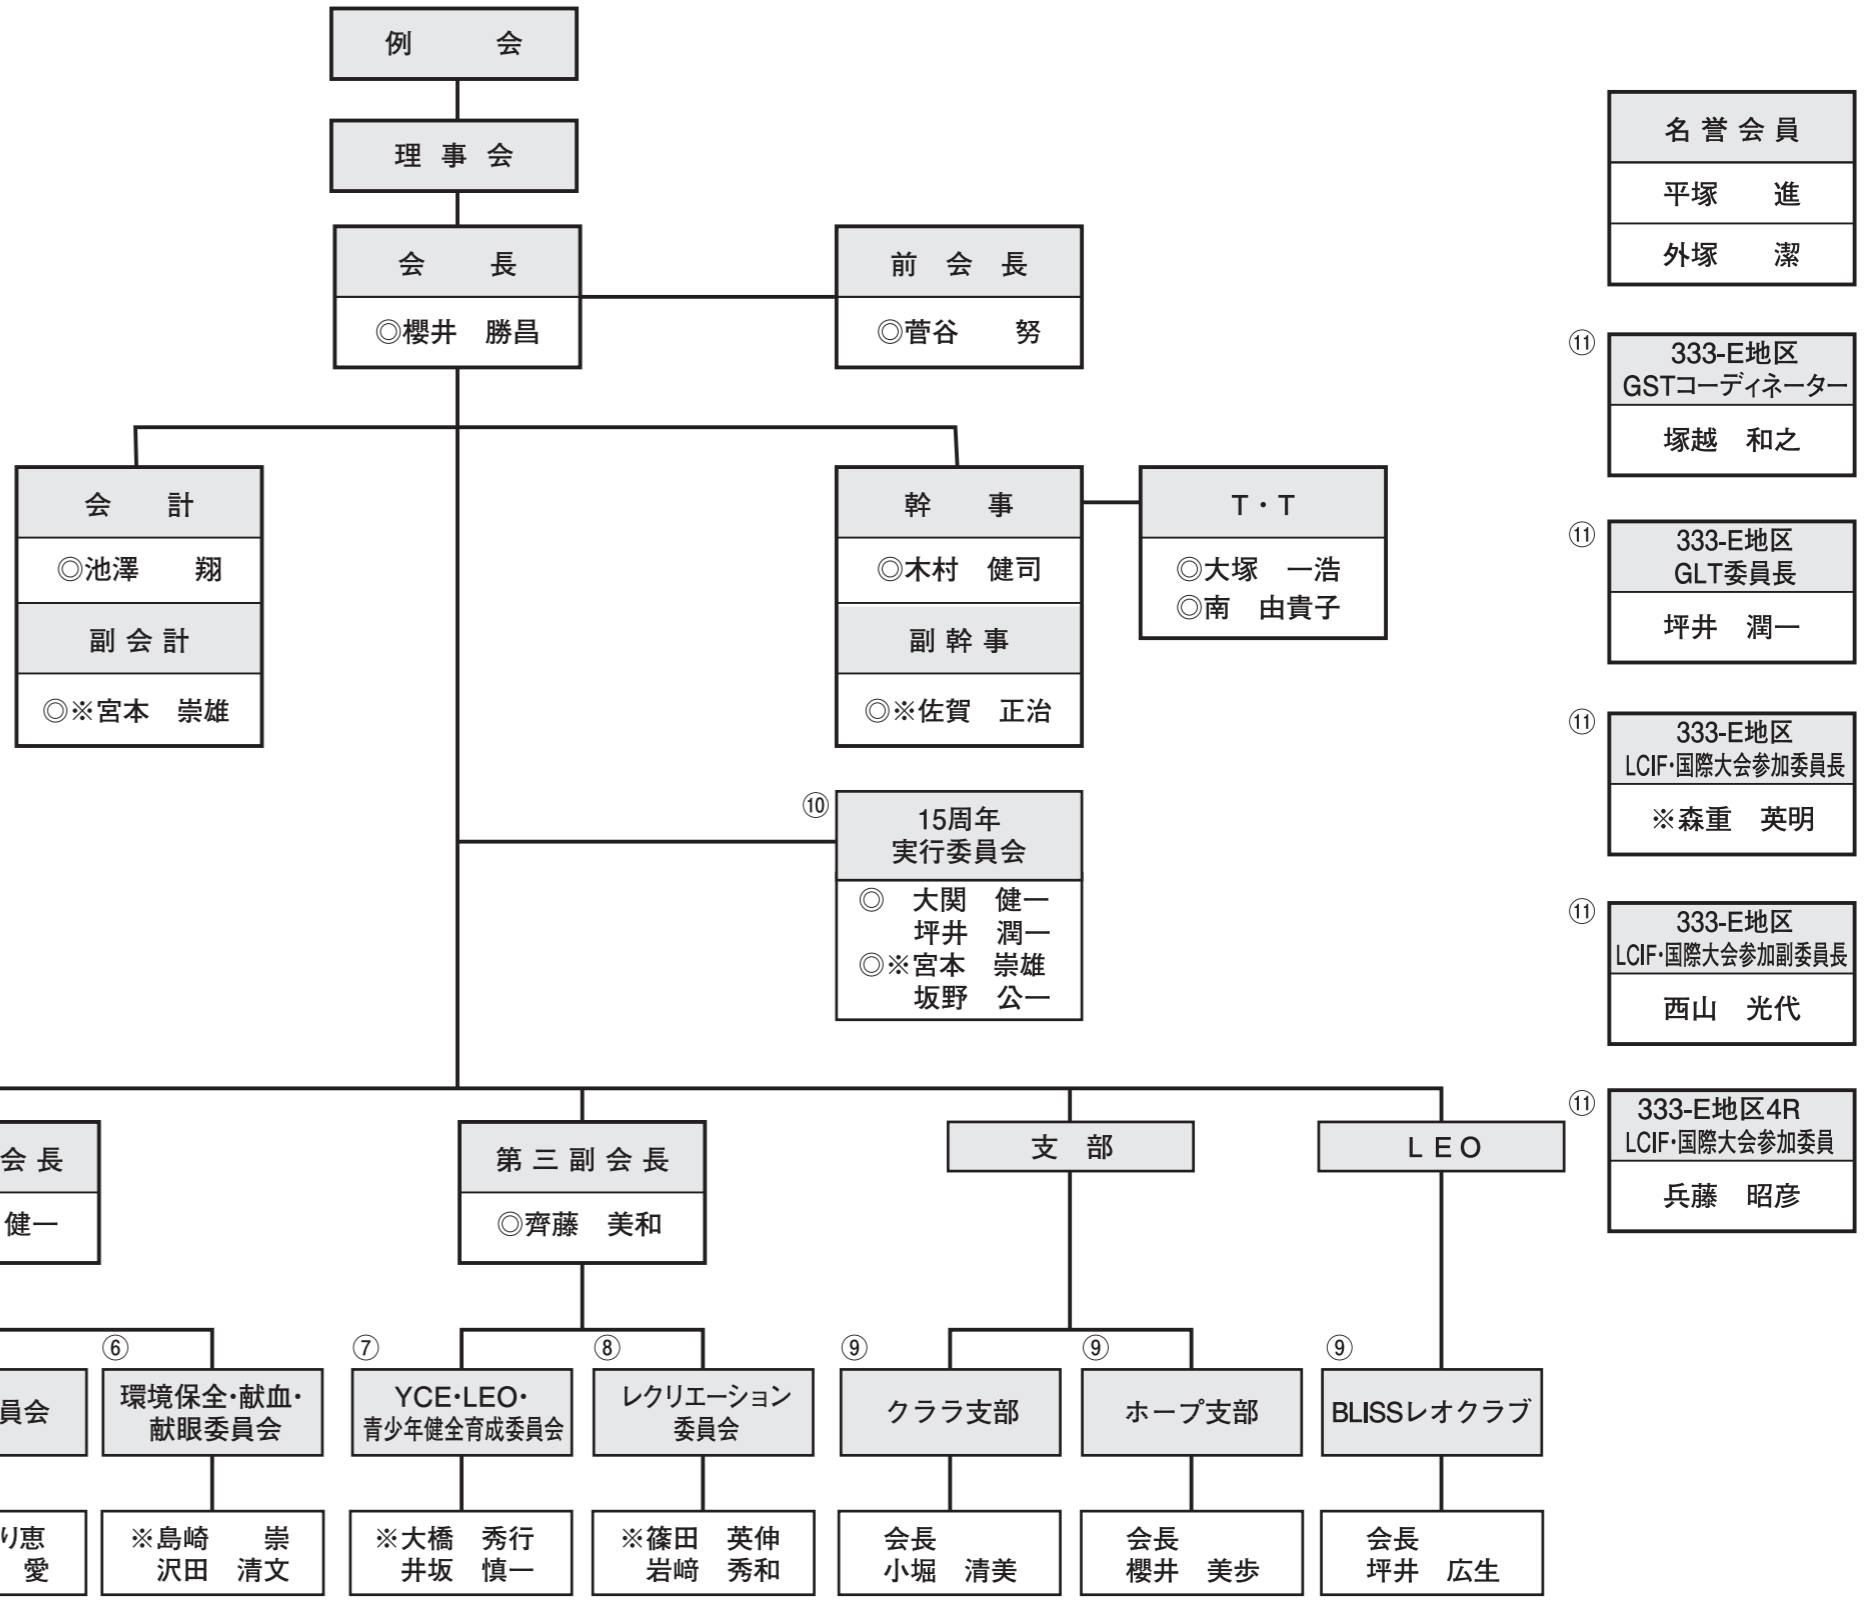 例　会
理事会
会　長
◎櫻井　勝昌
前会長
◎菅谷　努
会　計
◎池澤　翔
副会計
◎※宮本　崇雄
幹　事
◎木村　健司
副幹事
◎※佐賀　正治
T・T
◎大塚　一浩
◎南　由貴子
⑩
15周年
実行委員会
◎　大関　健一
坪井　潤一
◎※宮本　崇雄
坂野　公一
会長
健一
第三副会長
◎齊藤　美和
支　部
LEO
員会
り恵
愛
⑥
環境保全・献血・
献眼委員会
※島崎　崇
沢田　清文
⑦
YCE・LEO・
青少年健全育成委員会
※大橋　秀行
井坂　慎一
⑧
レクリエーション
委員会
※篠田　英伸
岩﨑　秀和
⑨
クララ支部
会長
小堀　清美
⑨
ホープ支部
会長
櫻井　美歩
⑨
BLISSレオクラブ
会長
坪井　広生
名誉会員
平塚　進
外塚　潔
⑪
333-E地区
GSTコーディネーター
塚越　和之
⑪
333-E地区
GLT委員長
坪井　潤一
⑪
333-E地区
LCIF・国際大会参加委員長
※森重　英明
⑪
333-E地区
LCIF・国際大会参加副委員長
西山　光代
⑪
333-E地区4R
LCIF・国際大会参加委員
兵藤　昭彦